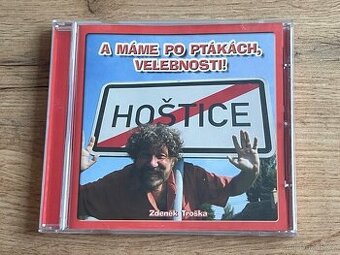 A MÁME PO PTÁKÁCH,
VELEBNOSTI!
HOŠTICE
Zdeněk Troška